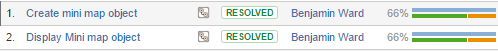 1. Create mini map object RESOLVED Benjamin Ward 66%
2. Display Mini map object RESOLVED Benjamin Ward 66%